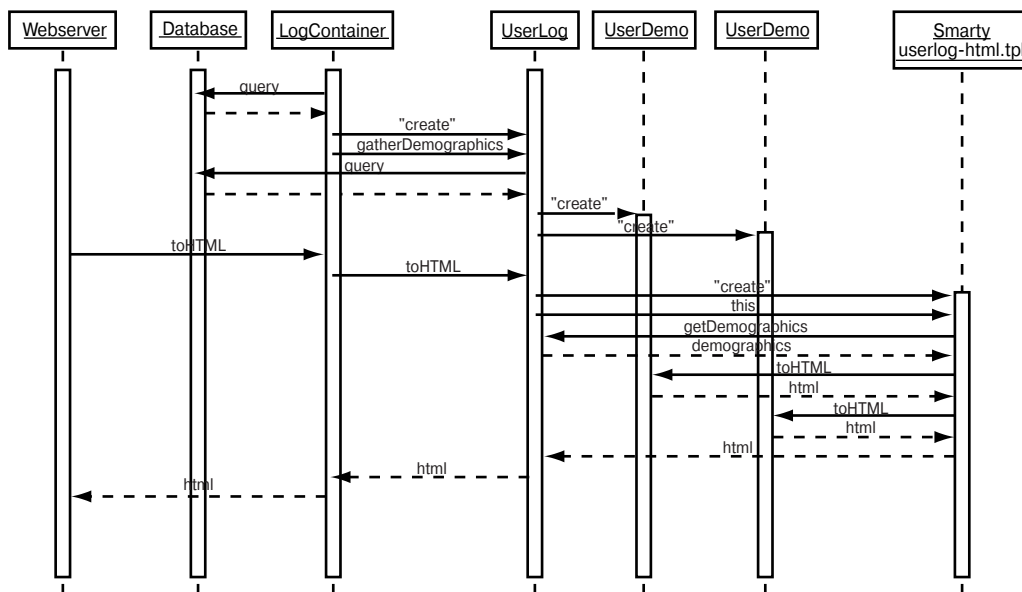 Webserver
Database
LogContainer
UserLog
UserDemo
UserDemo
Smarty
userlog-html.tpl
query
"create"
gatherDemographics
query
"create"
"create"
toHTML
toHTML
"create"
this
getDemographics
demographics
toHTML
html
toHTML
html
html
html
html